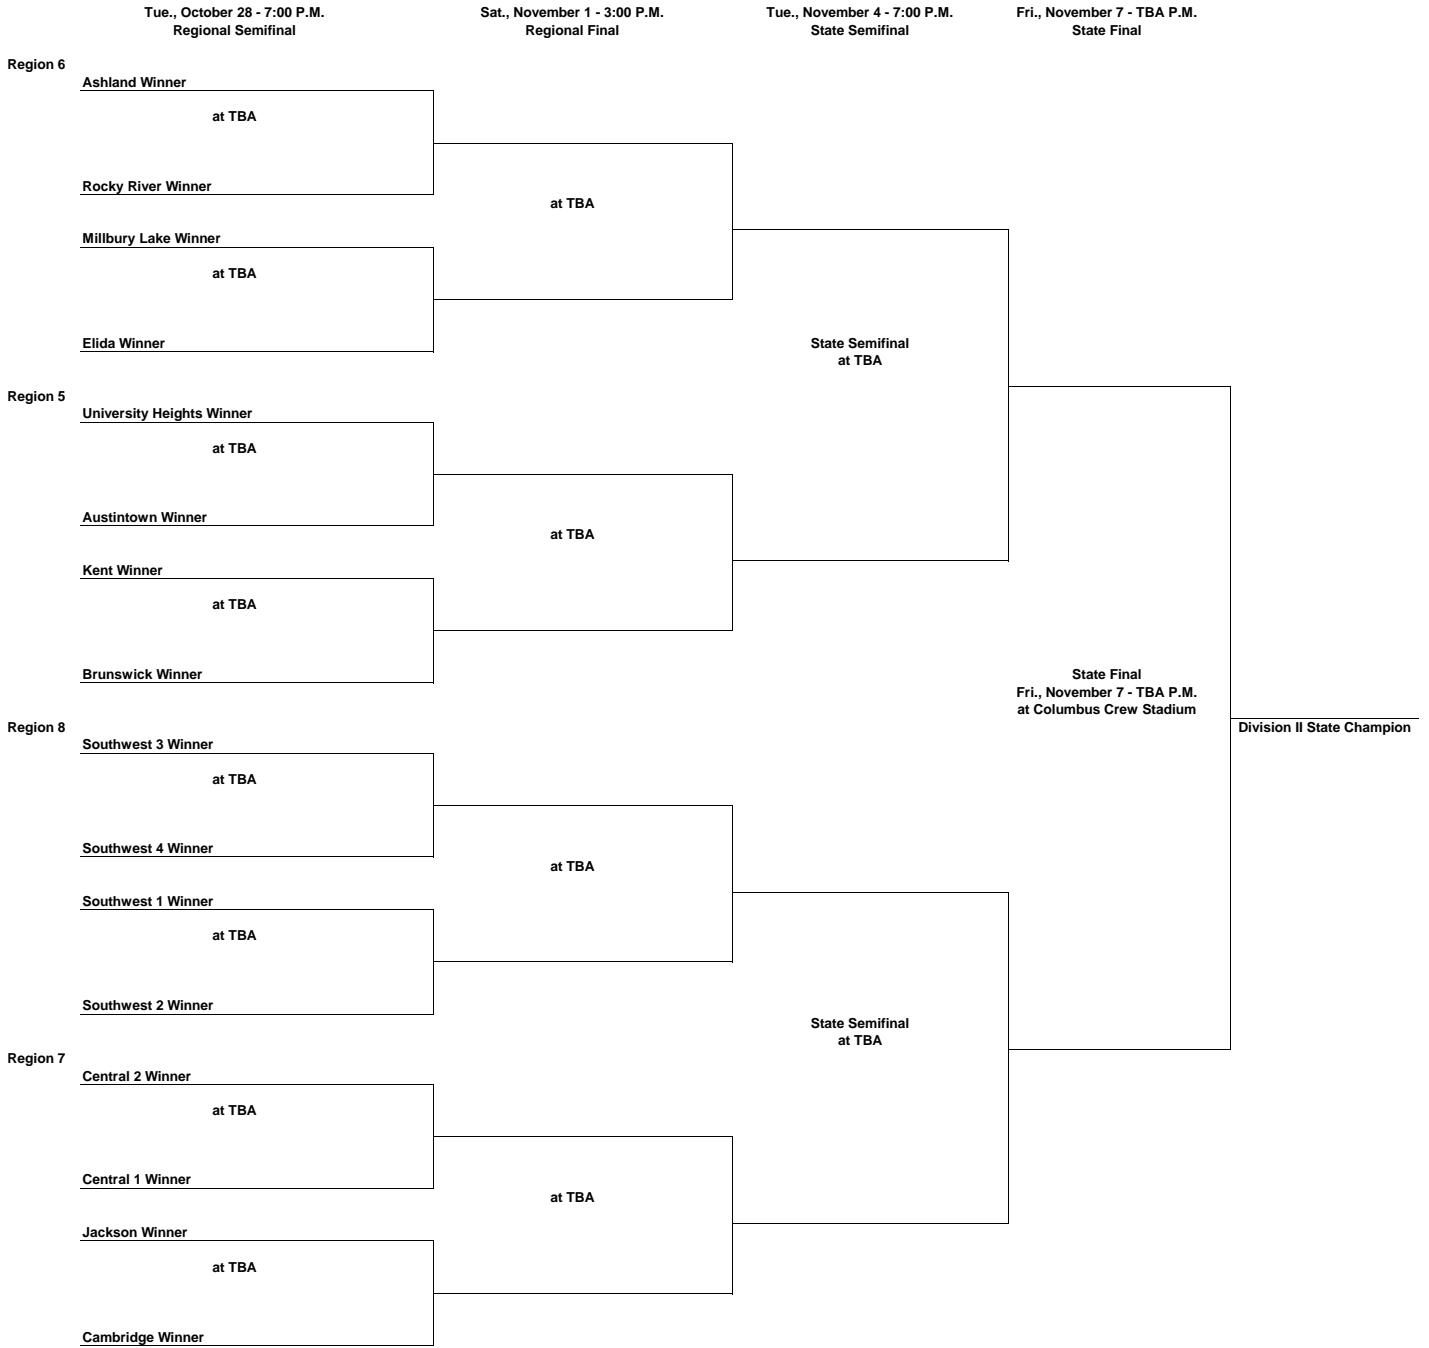 Tue., October 28 - 7:00 P.M.
Regional Semifinal
Sat., November 1 - 3:00 P.M.
Regional Final
Tue., November 4 - 7:00 P.M.
State Semifinal
Fri., November 7 - TBA P.M.
State Final
Region 6
Ashland Winner
at TBA
Rocky River Winner
at TBA
Millbury Lake Winner
at TBA
Elida Winner
State Semifinal
at TBA
Region 5
University Heights Winner
at TBA
Austintown Winner
at TBA
Kent Winner
at TBA
Brunswick Winner
State Final
Fri., November 7 - TBA P.M.
at Columbus Crew Stadium
Division II State Champion
Region 8
Southwest 3 Winner
at TBA
Southwest 4 Winner
at TBA
Southwest 1 Winner
at TBA
Southwest 2 Winner
State Semifinal
at TBA
Region 7
Central 2 Winner
at TBA
Central 1 Winner
at TBA
Jackson Winner
at TBA
Cambridge Winner